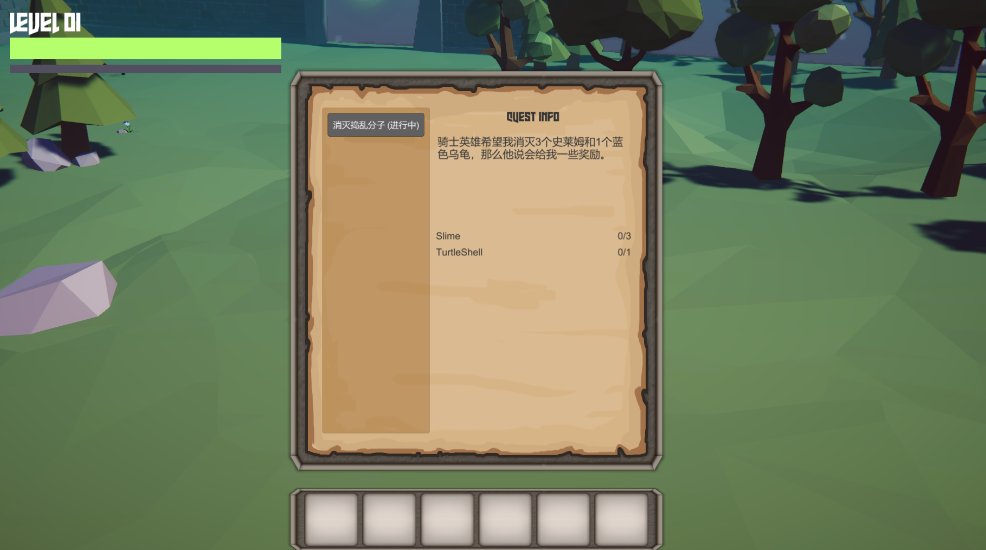 LEVEL 01
消灭捣乱分子 (进行中)
QUEST INFO
骑士英雄希望我消灭3个史莱姆和1个蓝
色乌龟，那么他说会给我一些奖励。
Slime 0/3
TurtleShell 0/1